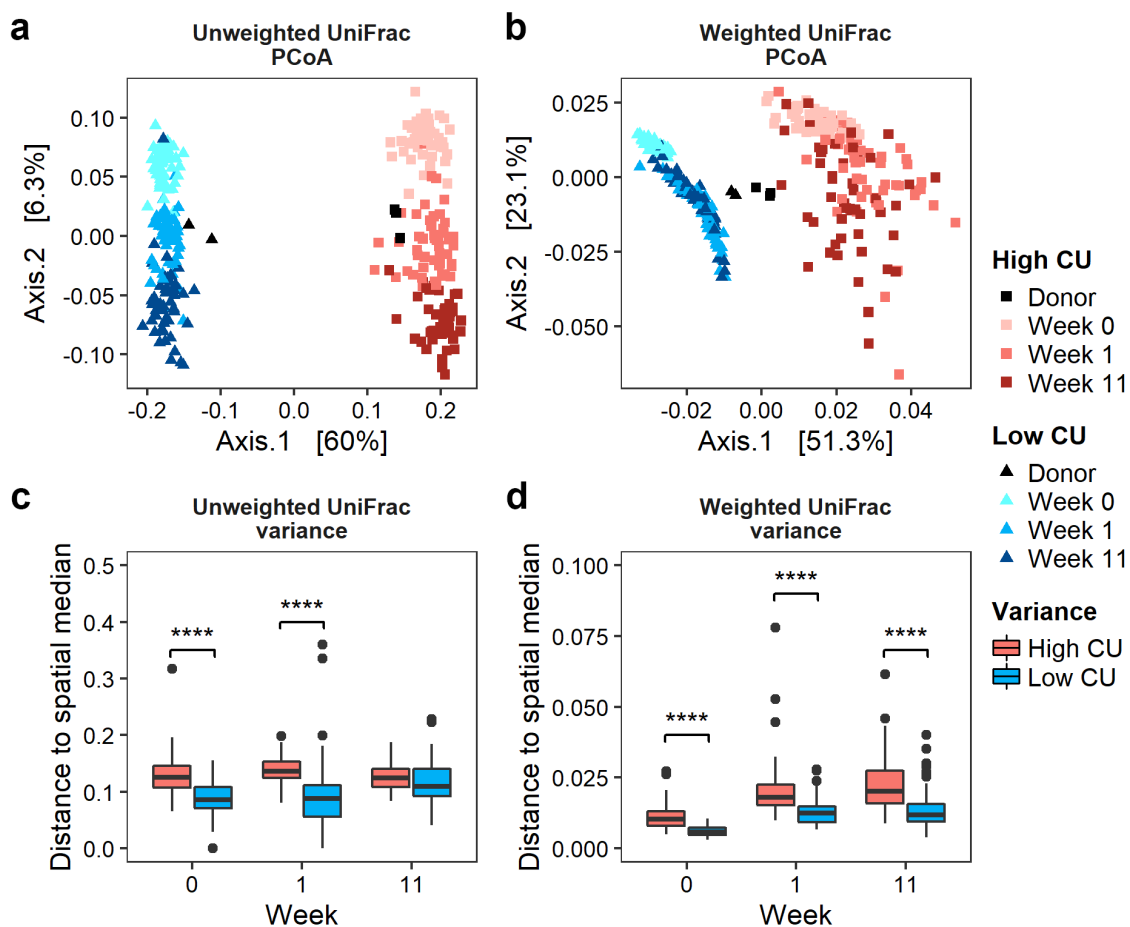 a
Unweighted UniFrac
PCoA
Axis.2 [6.3%]
0.10
0.05
0.00
-0.05
-0.10
-0.2
-0.1
0.0
0.1
0.2
Axis.1 [60%]
b
Weighted UniFrac
PCoA
Axis.2 [23.1%]
0.025
0.000
-0.025
-0.050
-0.02
0.00
0.02
0.04
Axis.1 [51.3%]
High CU
Donor
Week 0
Week 1
Week 11
Low CU
Donor
Week 0
Week 1
Week 11
Variance
High CU
Low CU
c
Unweighted UniFrac
variance
Distance to spatial median
0.5
0.4
0.3
0.2
0.1
0.0
****
****
0
1
11
Week
d
Weighted UniFrac
variance
Distance to spatial median
0.100
0.075
0.050
0.025
0.000
****
****
****
0
1
11
Week